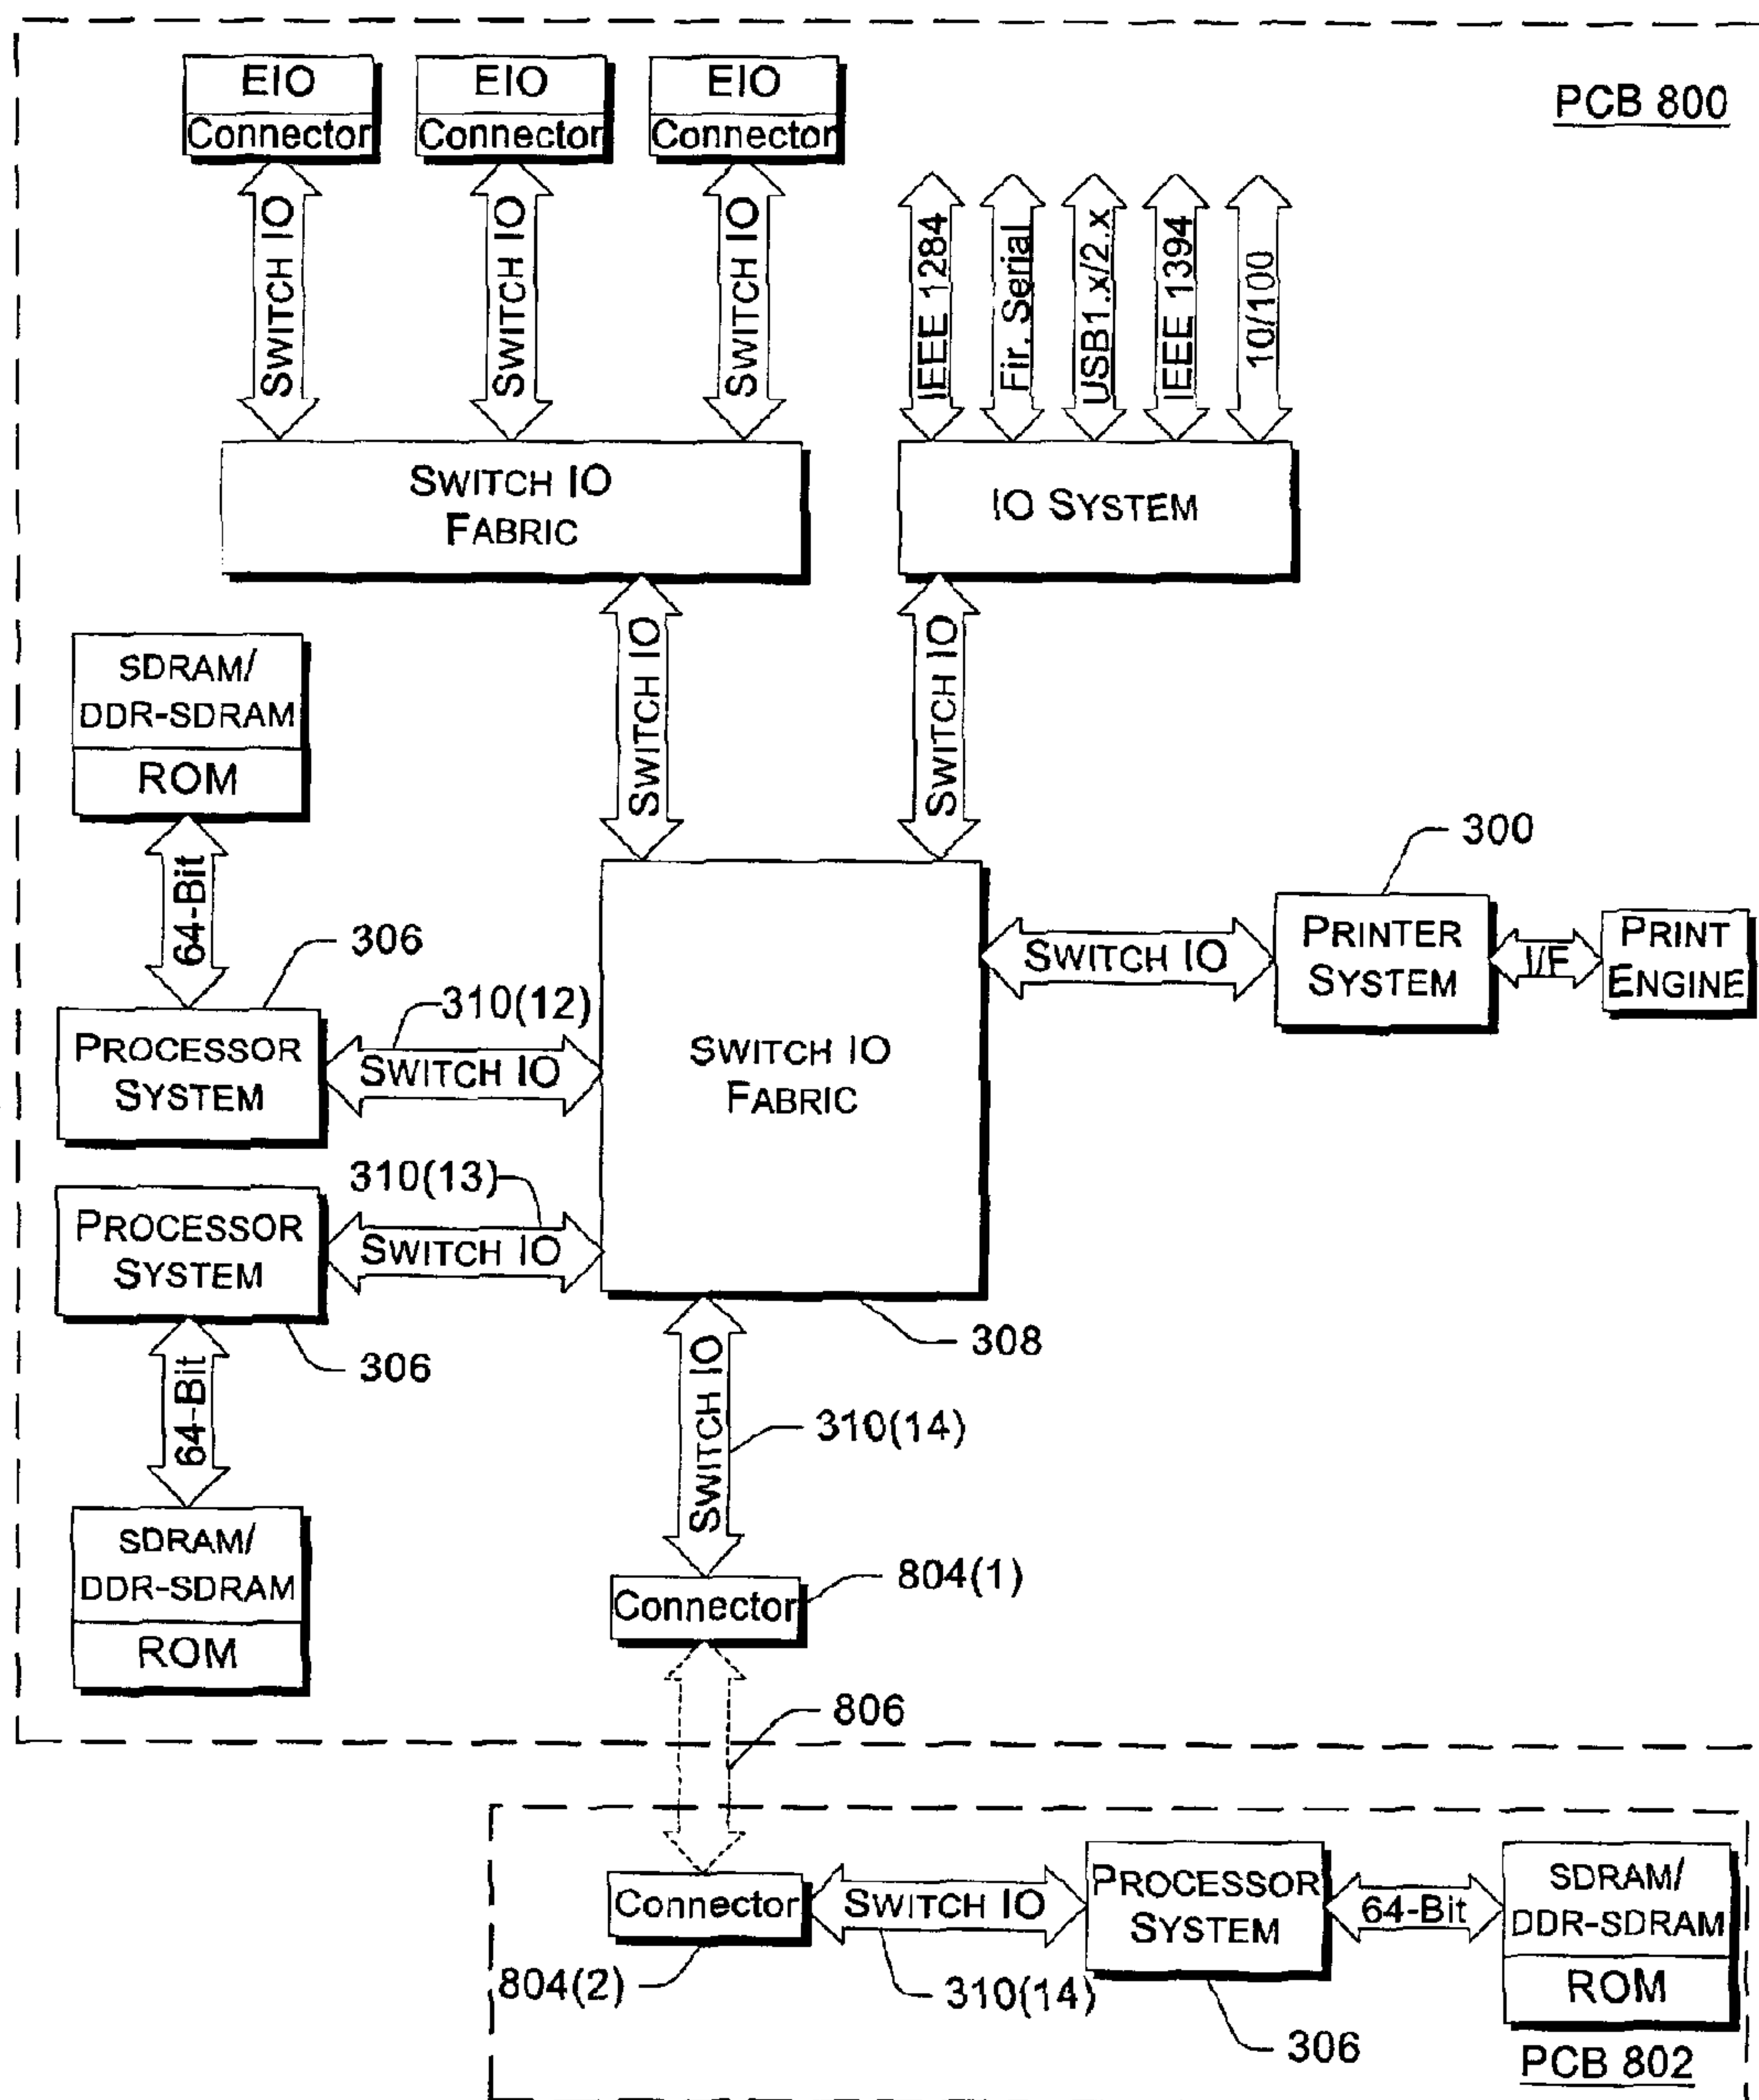 PCB 800
EIO
Connector
EIO
Connector
EIO
Connector
SWITCH IO
SWITCH IO
SWITCH IO
IEEE 1284
Fir. Serial
USB1.x/2.x
IEEE 1394
10/100
SWITCH IO
FABRIC
IO SYSTEM
SWITCH IO
SWITCH IO
SDRAM/
DDR-SDRAM
ROM
64-Bit
306
300
PRINTER
SYSTEM
I/F
PRINT
ENGINE
SWITCH IO
310(12)
PROCESSOR
SYSTEM
SWITCH IO
SWITCH IO
FABRIC
310(13)
PROCESSOR
SYSTEM
SWITCH IO
308
306
64-Bit
SWITCH IO
310(14)
SDRAM/
DDR-SDRAM
ROM
804(1)
Connector
806
Connector
SWITCH IO
PROCESSOR
SYSTEM
64-Bit
SDRAM/
DDR-SDRAM
ROM
804(2)
310(14)
306
PCB 802